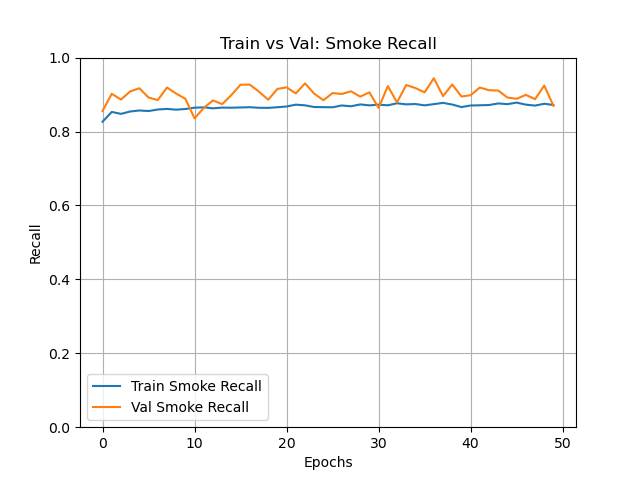 Train vs Val: Smoke Recall
1.0
0.8
0.6
0.4
0.2
0.0
Recall
Train Smoke Recall
Val Smoke Recall
0 10 20 30 40 50
Epochs